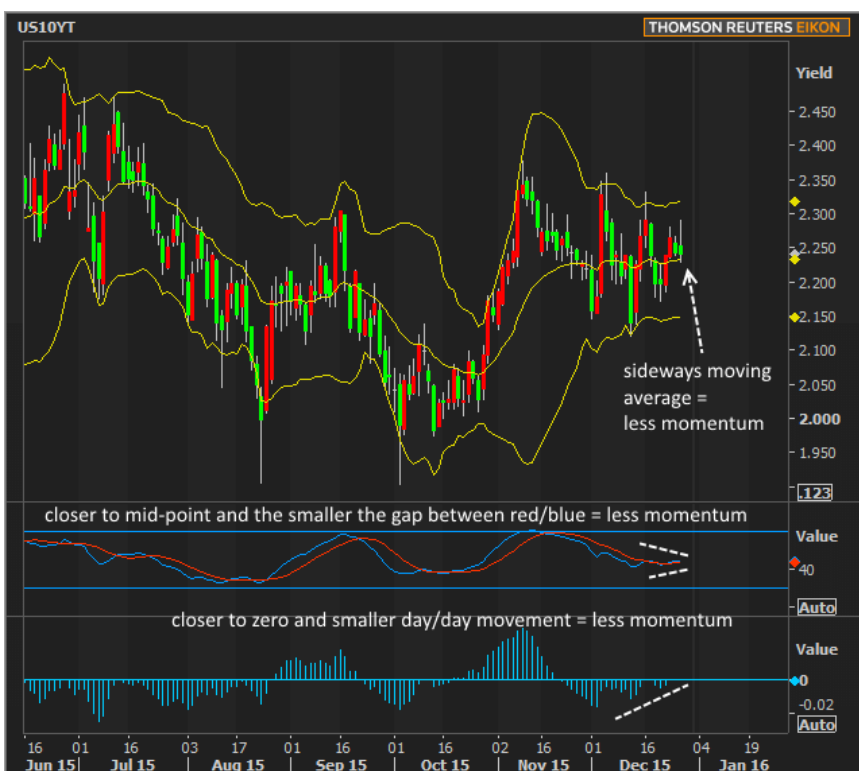 US10YT
THOMSON REUTERS EIKON
Yield
2.450
2.400
2.350
2.300
2.250
2.200
2.150
2.100
2.050
2.000
1.950
.123
sideways moving
average =
less momentum
closer to mid-point and the smaller the gap between red/blue = less momentum
Value
40
Auto
closer to zero and smaller day/day movement = less momentum
Value
0
-0.02
Auto
16 01 16 03 17 01 16 01 16 02 16 01 16 04 19
Jun 15 Jul 15 Aug 15 Sep 15 Oct 15 Nov 15 Dec 15 Jan 16